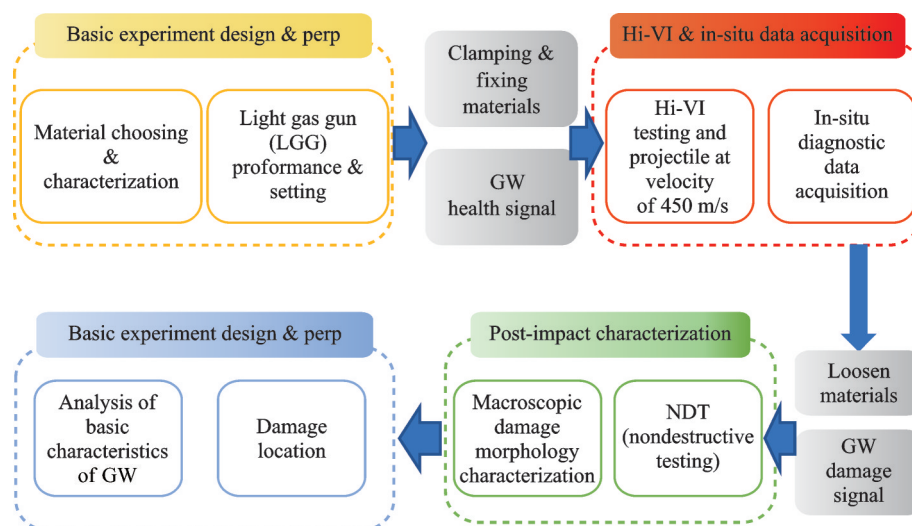 Basic experiment design & perp
Material choosing
&
characterization
Light gas gun
(LGG)
proformance &
setting
Clamping &
fixing
materials
GW
health signal
Hi-VI & in-situ data acquisition
Hi-VI
testing and
projectile at
velocity
of 450 m/s
In-situ
diagnostic
data
acquisition
Loosen
materials
GW
damage
signal
Post-impact characterization
Macroscopic
damage
morphology
characterization
NDT
(nondestructive
testing)
Basic experiment design & perp
Analysis of
basic
characteristics
of GW
Damage
location